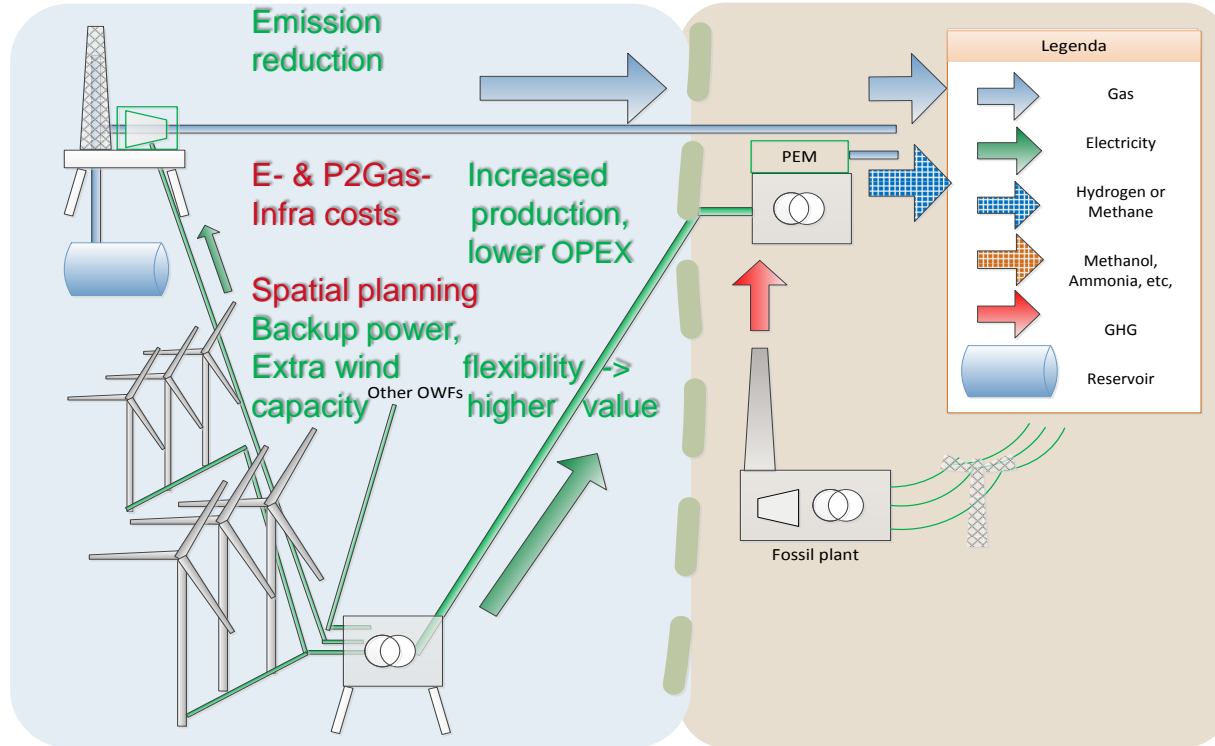 Emission
reduction
Legenda
Gas
Electricity
Hydrogen or
Methane
Methanol,
Ammonia, etc,
GHG
Reservoir
PEM
E- & P2Gas-
Infra costs
Increased
production,
lower OPEX
Spatial planning
Backup power,
Extra wind flexibility ->
capacity higher value
Other OWFs
Fossil plant